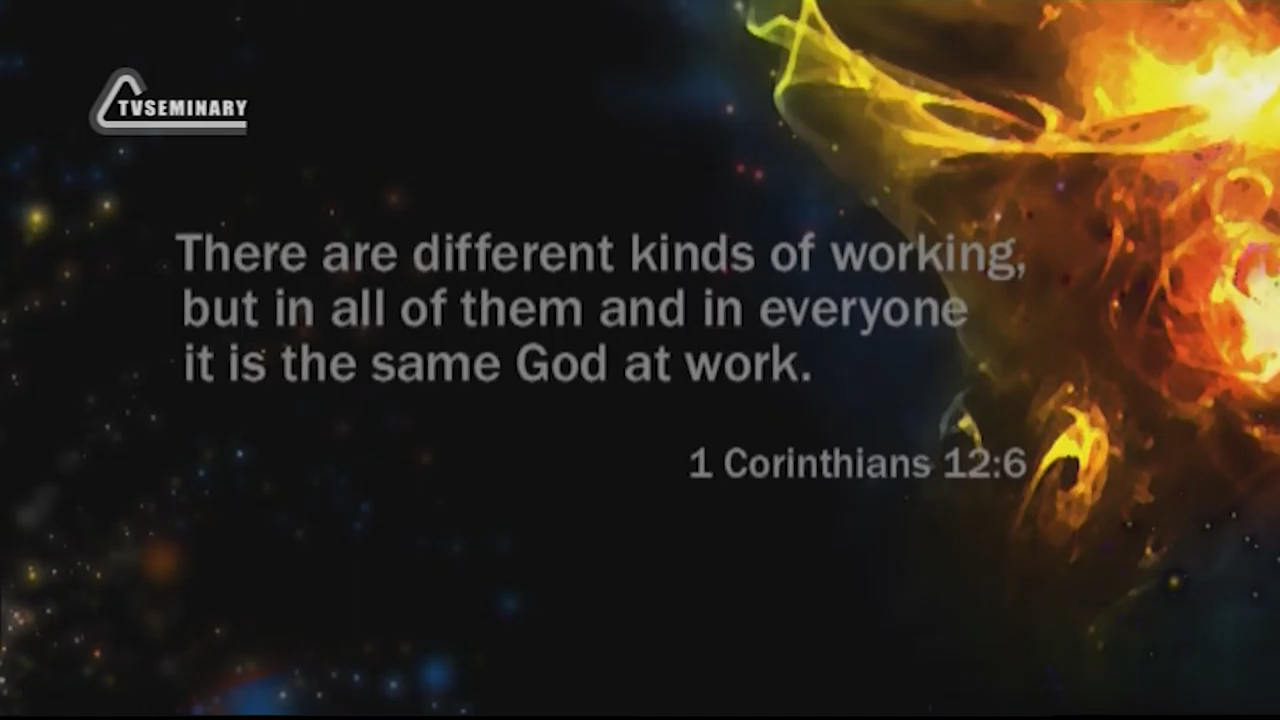 TVSEMINARY
There are different kinds of working,
but in all of them and in everyone
it is the same God at work.
1 Corinthians 12:6